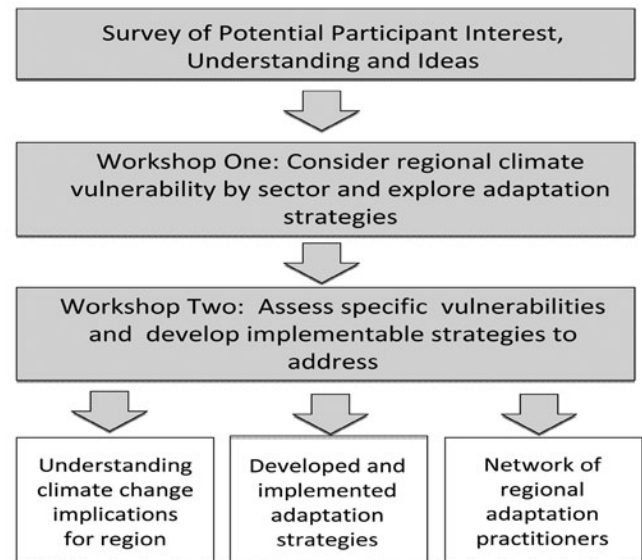 Survey of Potential Participant Interest,
Understanding and Ideas
Workshop One: Consider regional climate
vulnerability by sector and explore adaptation
strategies
Workshop Two: Assess specific vulnerabilities
and develop implementable strategies to
address
Understanding
climate change
implications
for region
Developed and
implemented
adaptation
strategies
Network of
regional
adaptation
practitioners